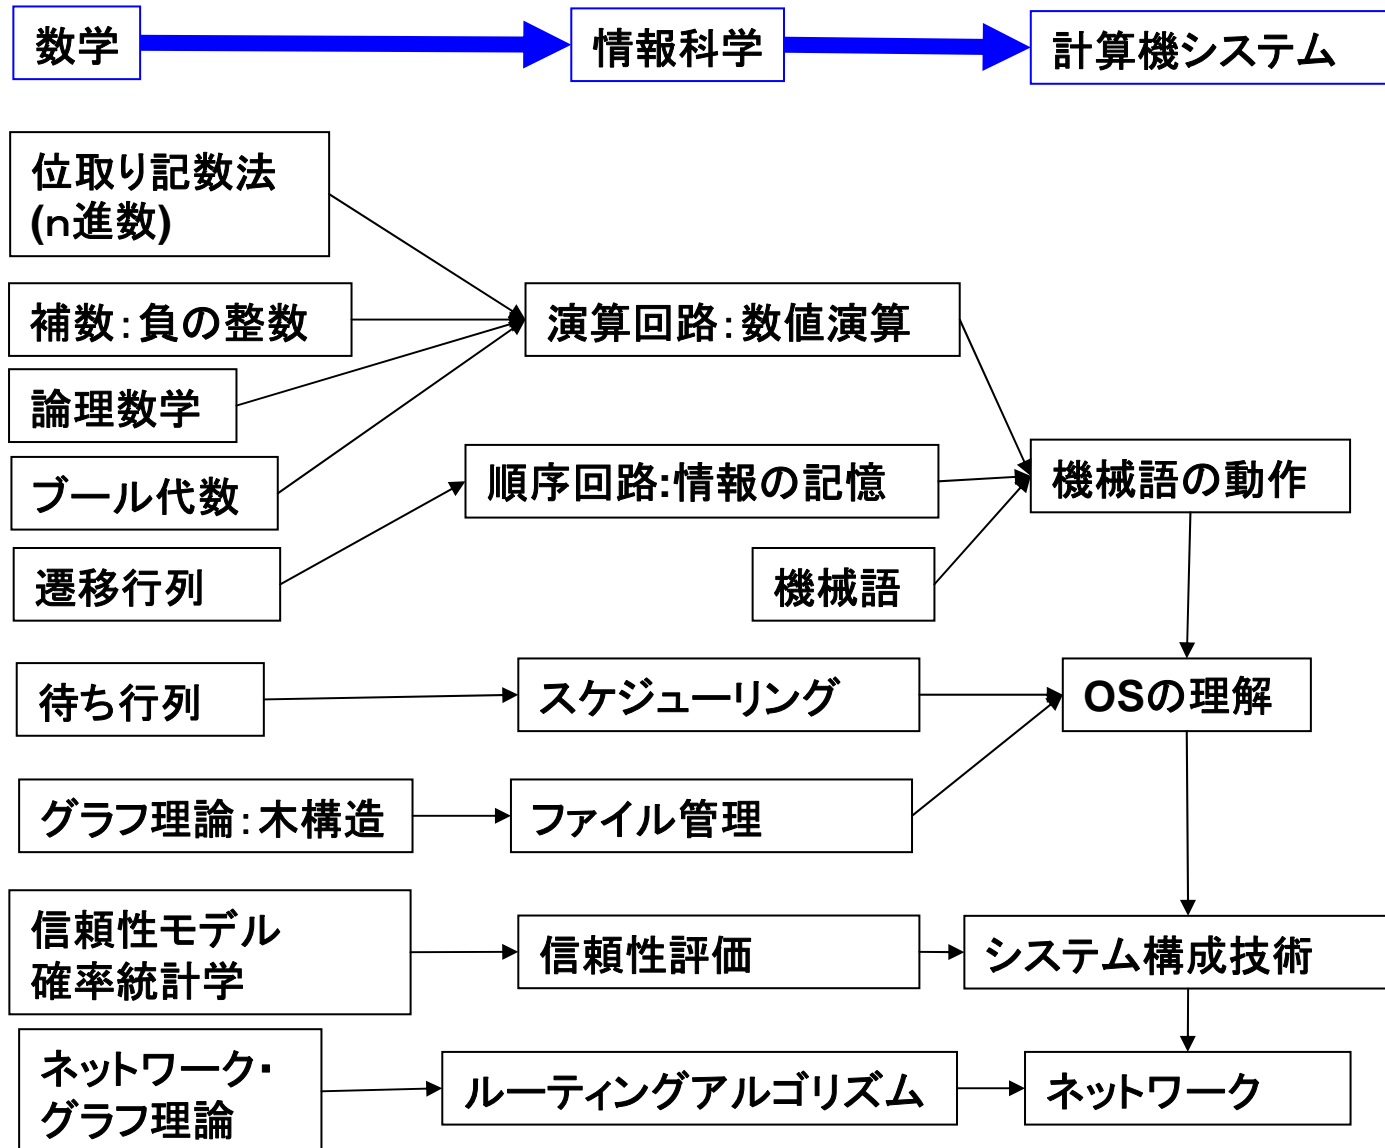 数学
情報科学
計算機システム
位取り記数法
(n進数)
補数：負の整数
演算回路：数値演算
論理数学
ブール代数
順序回路:情報の記憶
機械語の動作
遷移行列
機械語
待ち行列
スケジューリング
OSの理解
グラフ理論：木構造
ファイル管理
信頼性モデル
確率統計学
信頼性評価
システム構成技術
ネットワーク・
グラフ理論
ルーティングアルゴリズム
ネットワーク